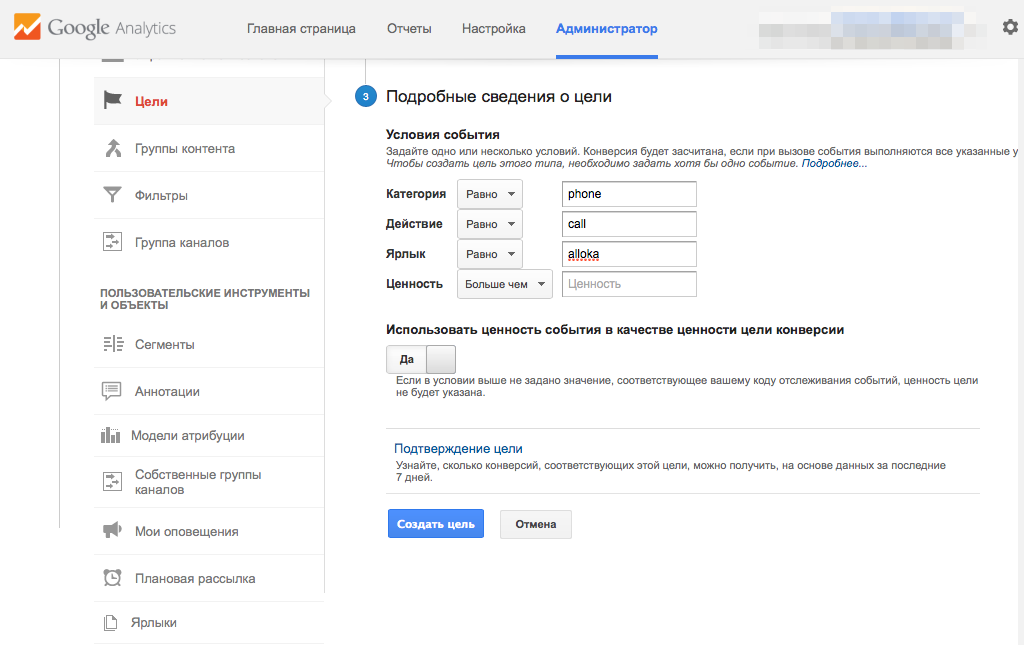 Google Analytics
Главная страница Отчеты Настройка Администратор
Цели
Группы контента
Фильтры
Группа каналов
ПОЛЬЗОВАТЕЛЬСКИЕ ИНСТРУМЕНТЫ
И ОБЪЕКТЫ
Сегменты
Аннотации
Модели атрибуции
Собственные группы
каналов
Мои оповещения
Плановая рассылка
Ярлыки
3 Подробные сведения о цели
Условия события
Задайте одно или несколько условий. Конверсия будет засчитана, если при вызове события выполняются все указанные у
Чтобы создать цель этого типа, необходимо задать хотя бы одно событие. Подробнее...
Категория Равно phone
Действие Равно call
Ярлык Равно alloka
Ценность Больше чем Ценность
Использовать ценность события в качестве ценности цели конверсии
Да
Если в условии выше не задано значение, соответствующее вашему коду отслеживания событий, ценность цели
не будет указана.
Подтверждение цели
Узнайте, сколько конверсий, соответствующих этой цели, можно получить, на основе данных за последние
7 дней.
Создать цель Отмена